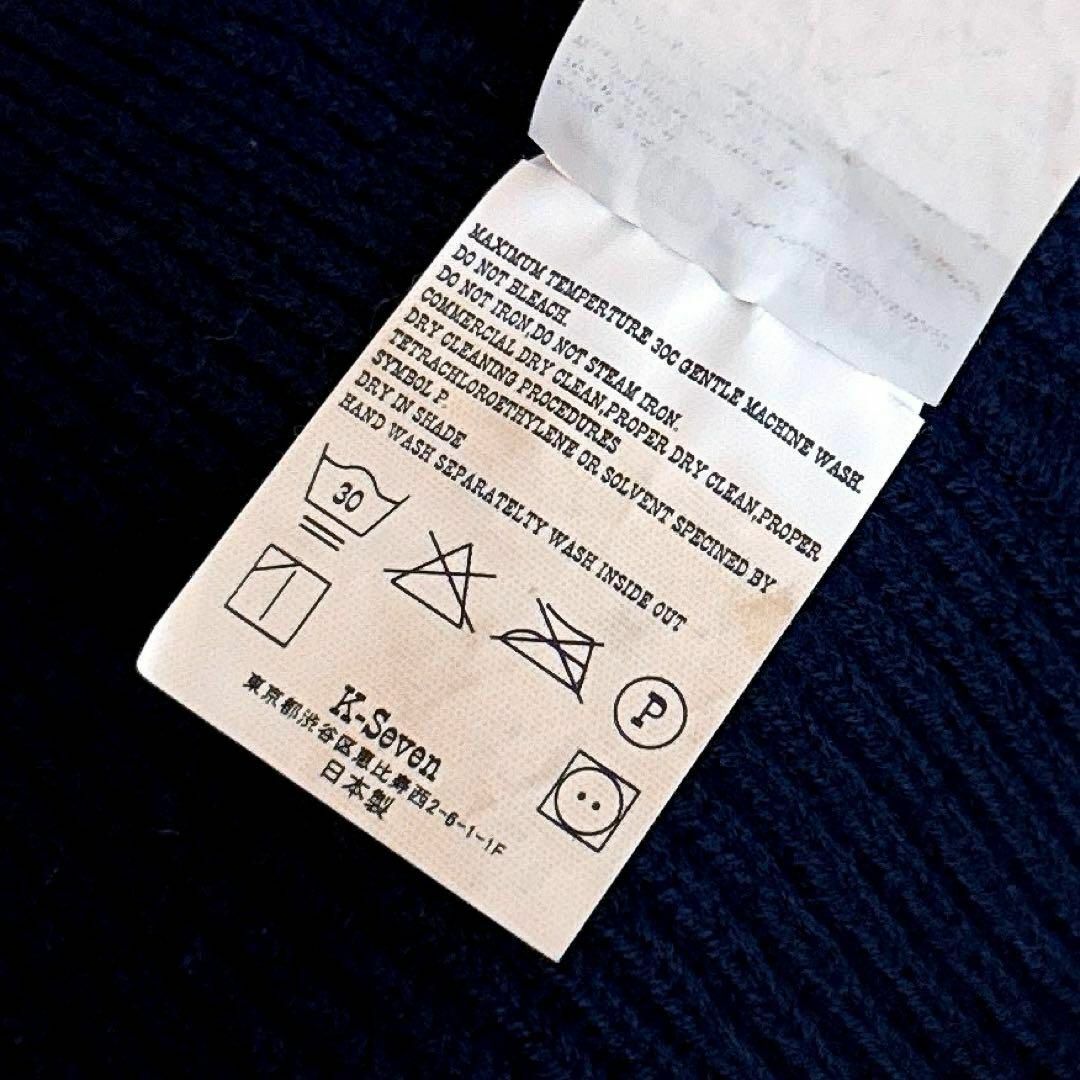 MAXIMUM TEMPERTURE 30C GENTLE MACHINE WASH.
DO NOT BLEACH.
DO NOT IRON,DO NOT STEAM IRON.
COMMERCIAL DRY CLEAN,PROPER DRY CLEAN,PROPER
DRY CLEANING PROCEDURES
TETRACHLOROETHYLENE OR SOLVENT SPECINED BY
SYMBOL P.
DRY IN SHADE
HAND WASH SEPARATELTY WASH INSIDE OUT
30
P
K-Seven
東京都渋谷区恵比寿西2-6-1-1F
日本製